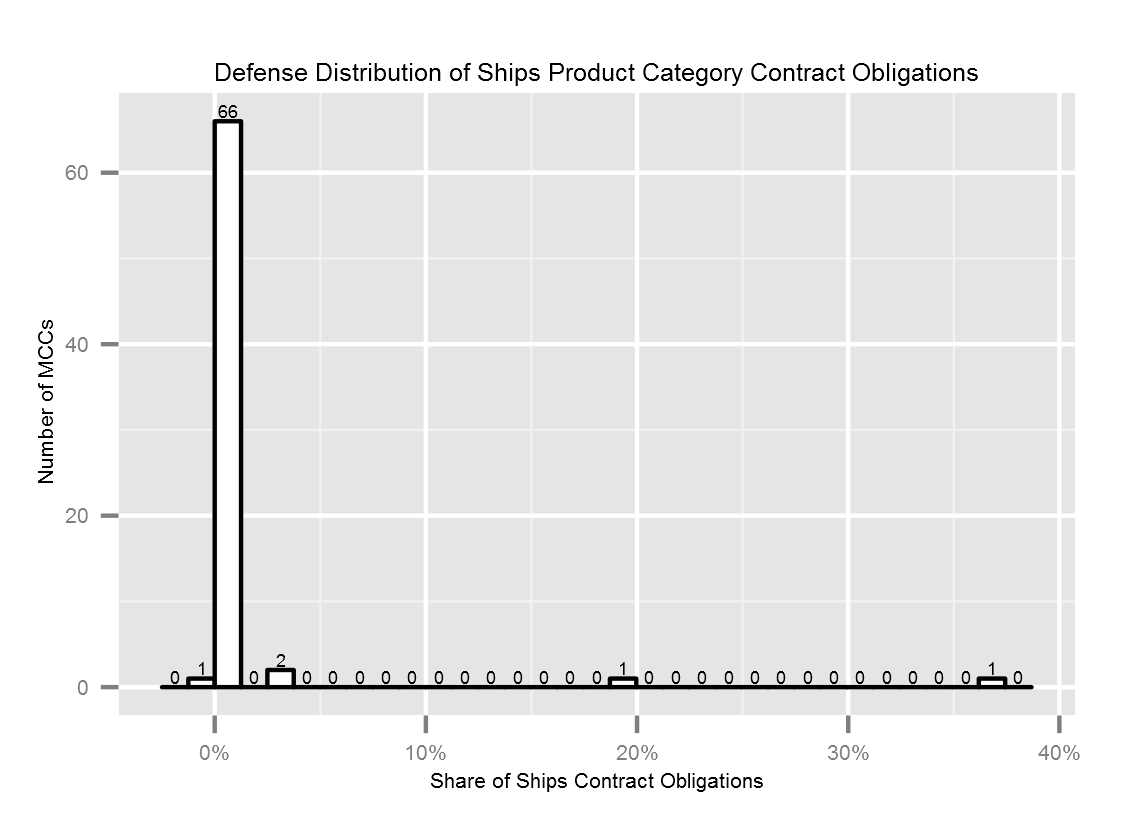 Defense Distribution of Ships Product Category Contract Obligations
66
60
40
20
0
Number of MCCs
0 1 0 2 0 0 0 0 0 0 0 0 0 0 0 0 1 0 0 0 0 0 0 0 0 0 0 0 0 0 1 0
0% 10% 20% 30% 40%
Share of Ships Contract Obligations